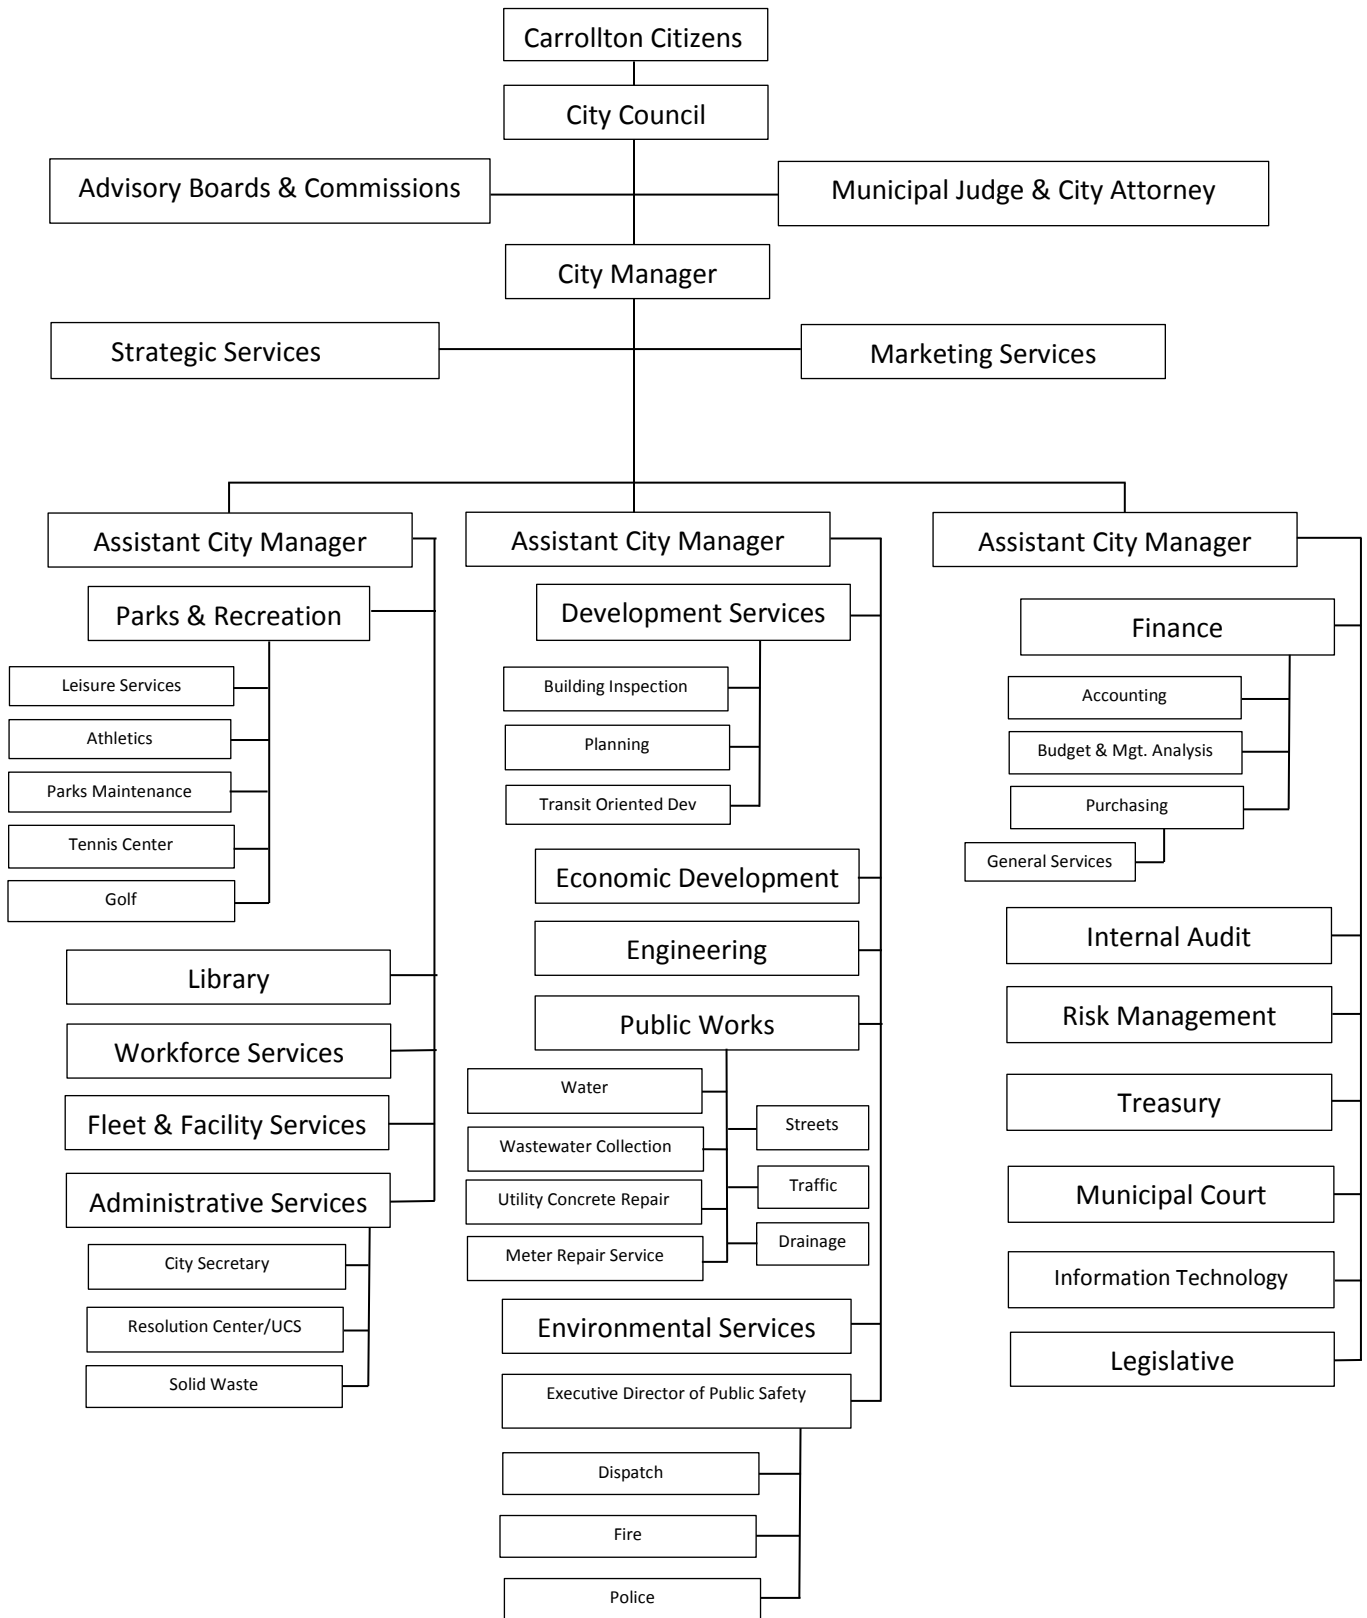 Carrollton Citizens
City Council
Advisory Boards & Commissions
Municipal Judge & City Attorney
City Manager
Strategic Services
Marketing Services
Assistant City Manager
Parks & Recreation
Leisure Services
Athletics
Parks Maintenance
Tennis Center
Golf
Library
Workforce Services
Fleet & Facility Services
Administrative Services
City Secretary
Resolution Center/UCS
Solid Waste
Assistant City Manager
Development Services
Building Inspection
Planning
Transit Oriented Dev
Economic Development
Engineering
Public Works
Water
Wastewater Collection
Utility Concrete Repair
Meter Repair Service
Streets
Traffic
Drainage
Environmental Services
Executive Director of Public Safety
Dispatch
Fire
Police
Assistant City Manager
Finance
Accounting
Budget & Mgt. Analysis
Purchasing
General Services
Internal Audit
Risk Management
Treasury
Municipal Court
Information Technology
Legislative